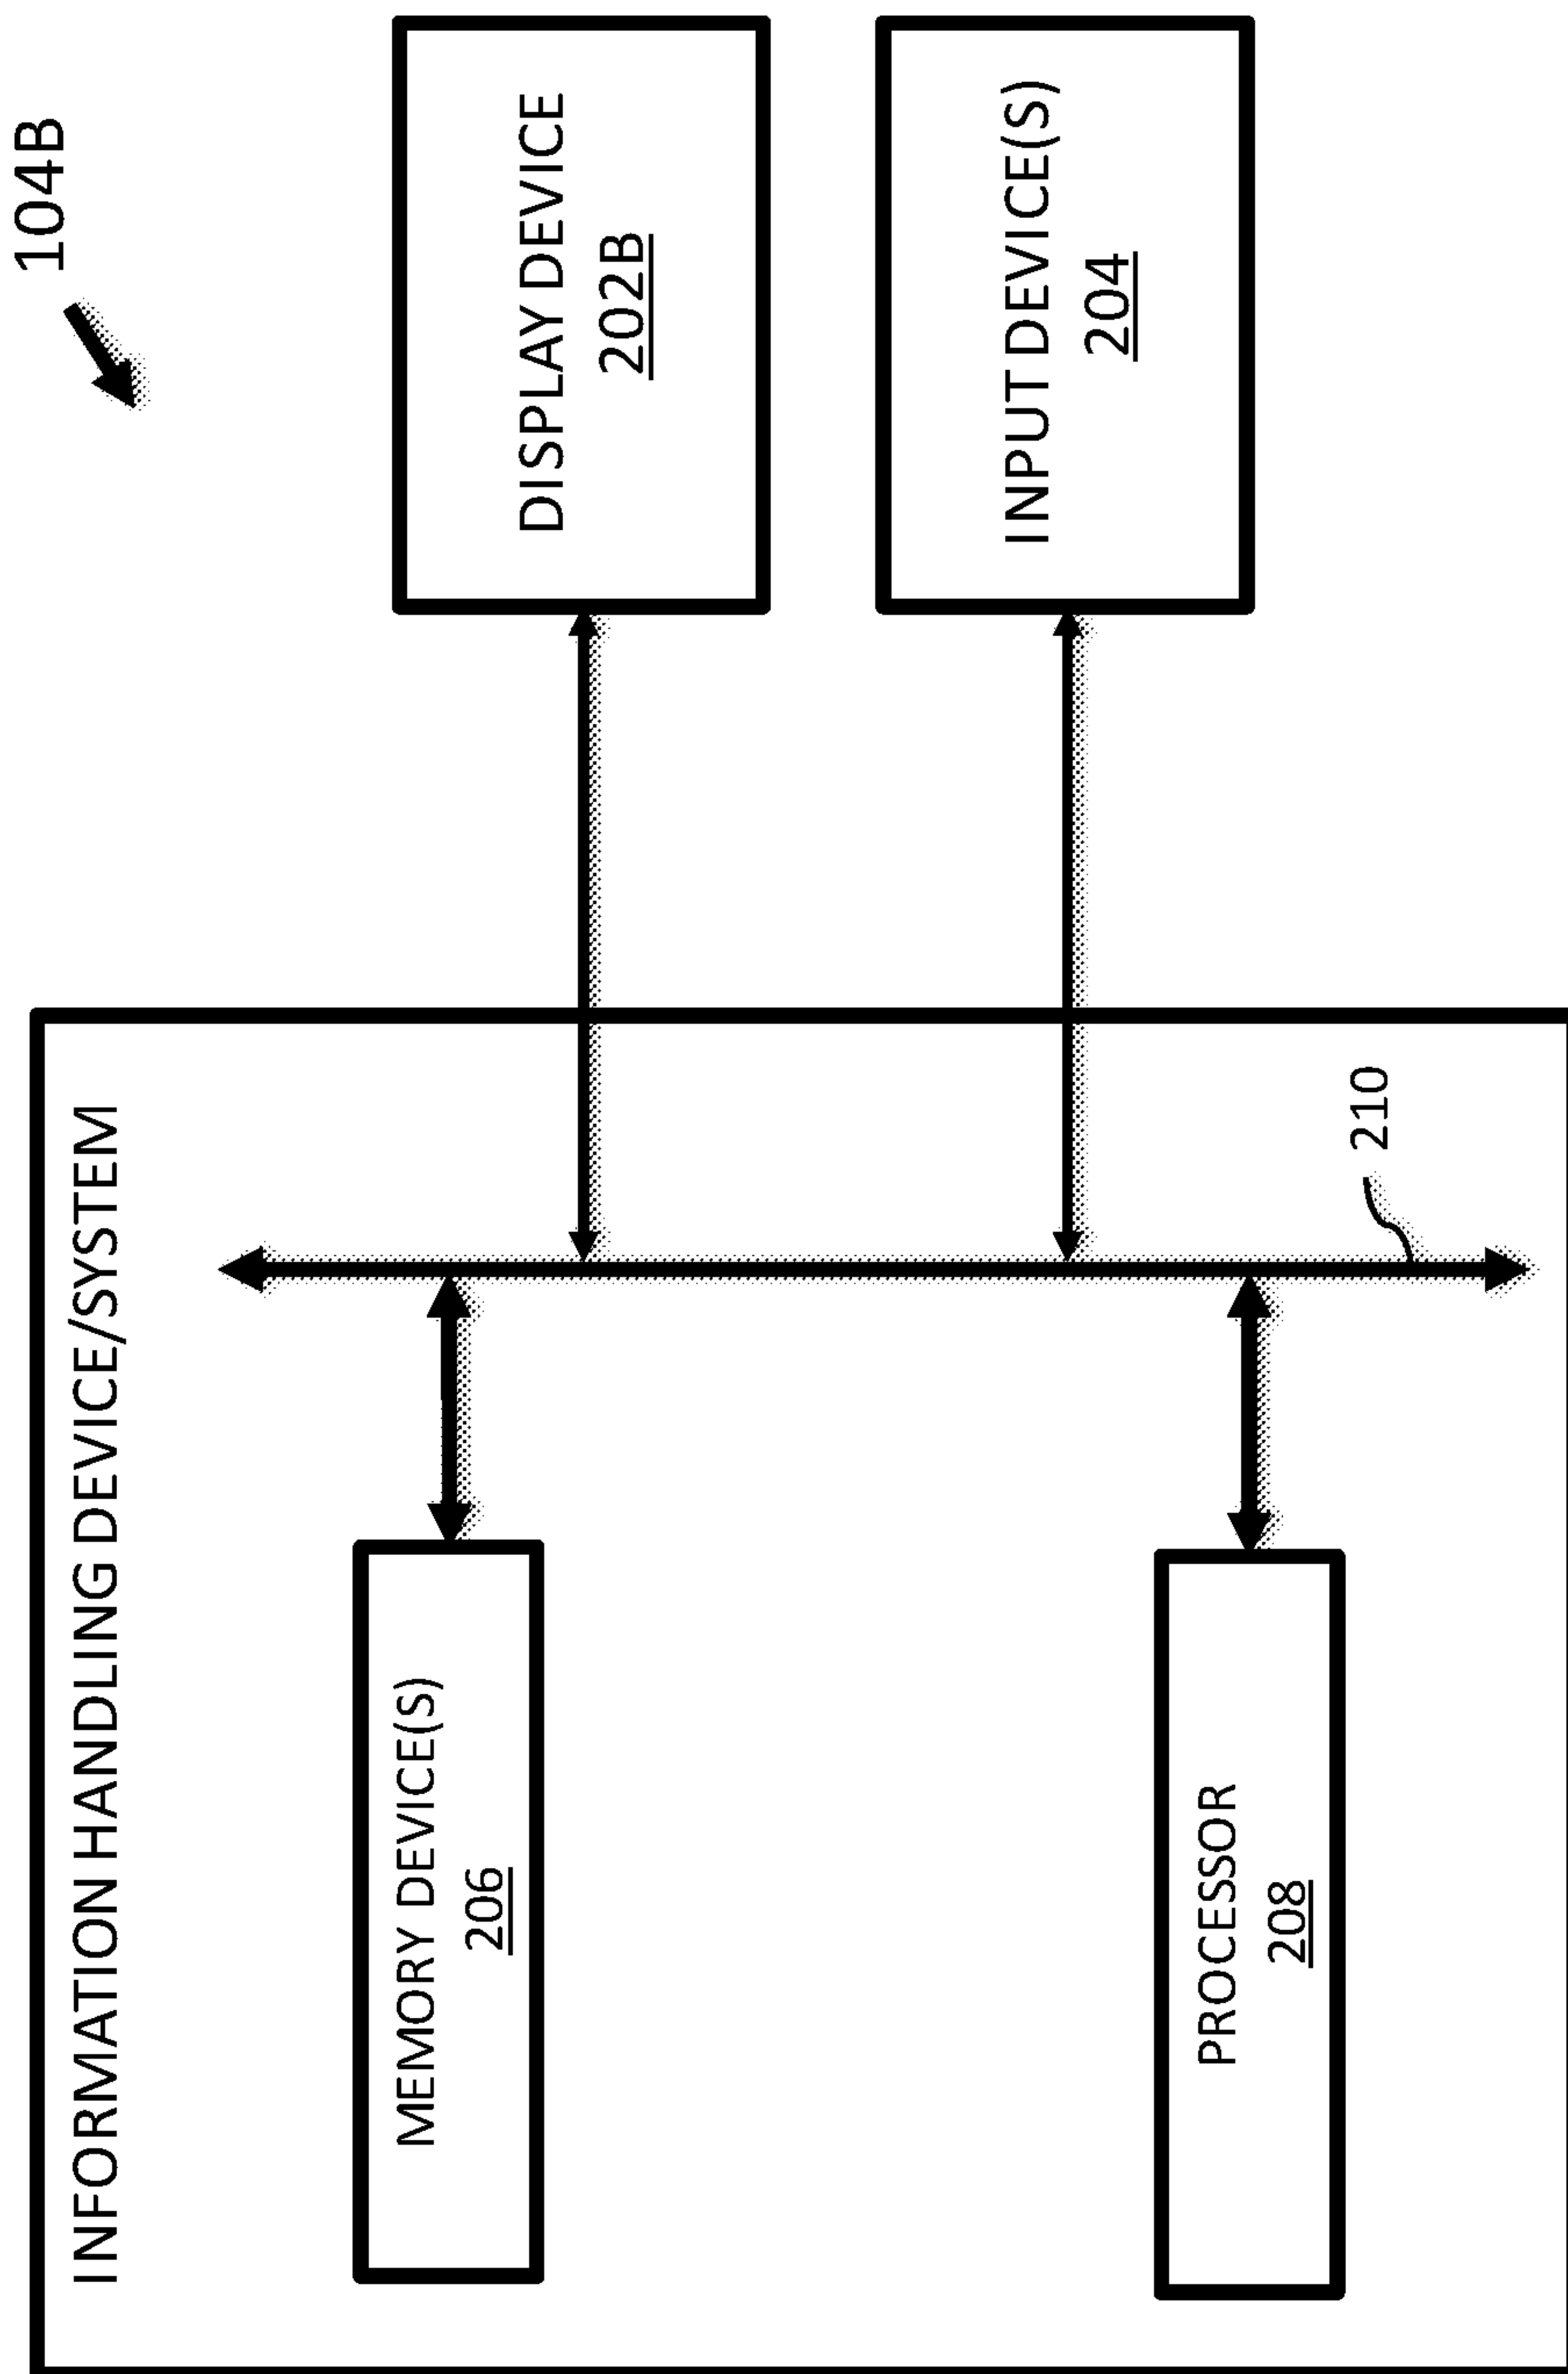 104B
INFORMATION HANDLING DEVICE/SYSTEM
MEMORY DEVICE(S)
206
DISPLAY DEVICE
202B
INPUT DEVICE(S)
204
PROCESSOR
208
210